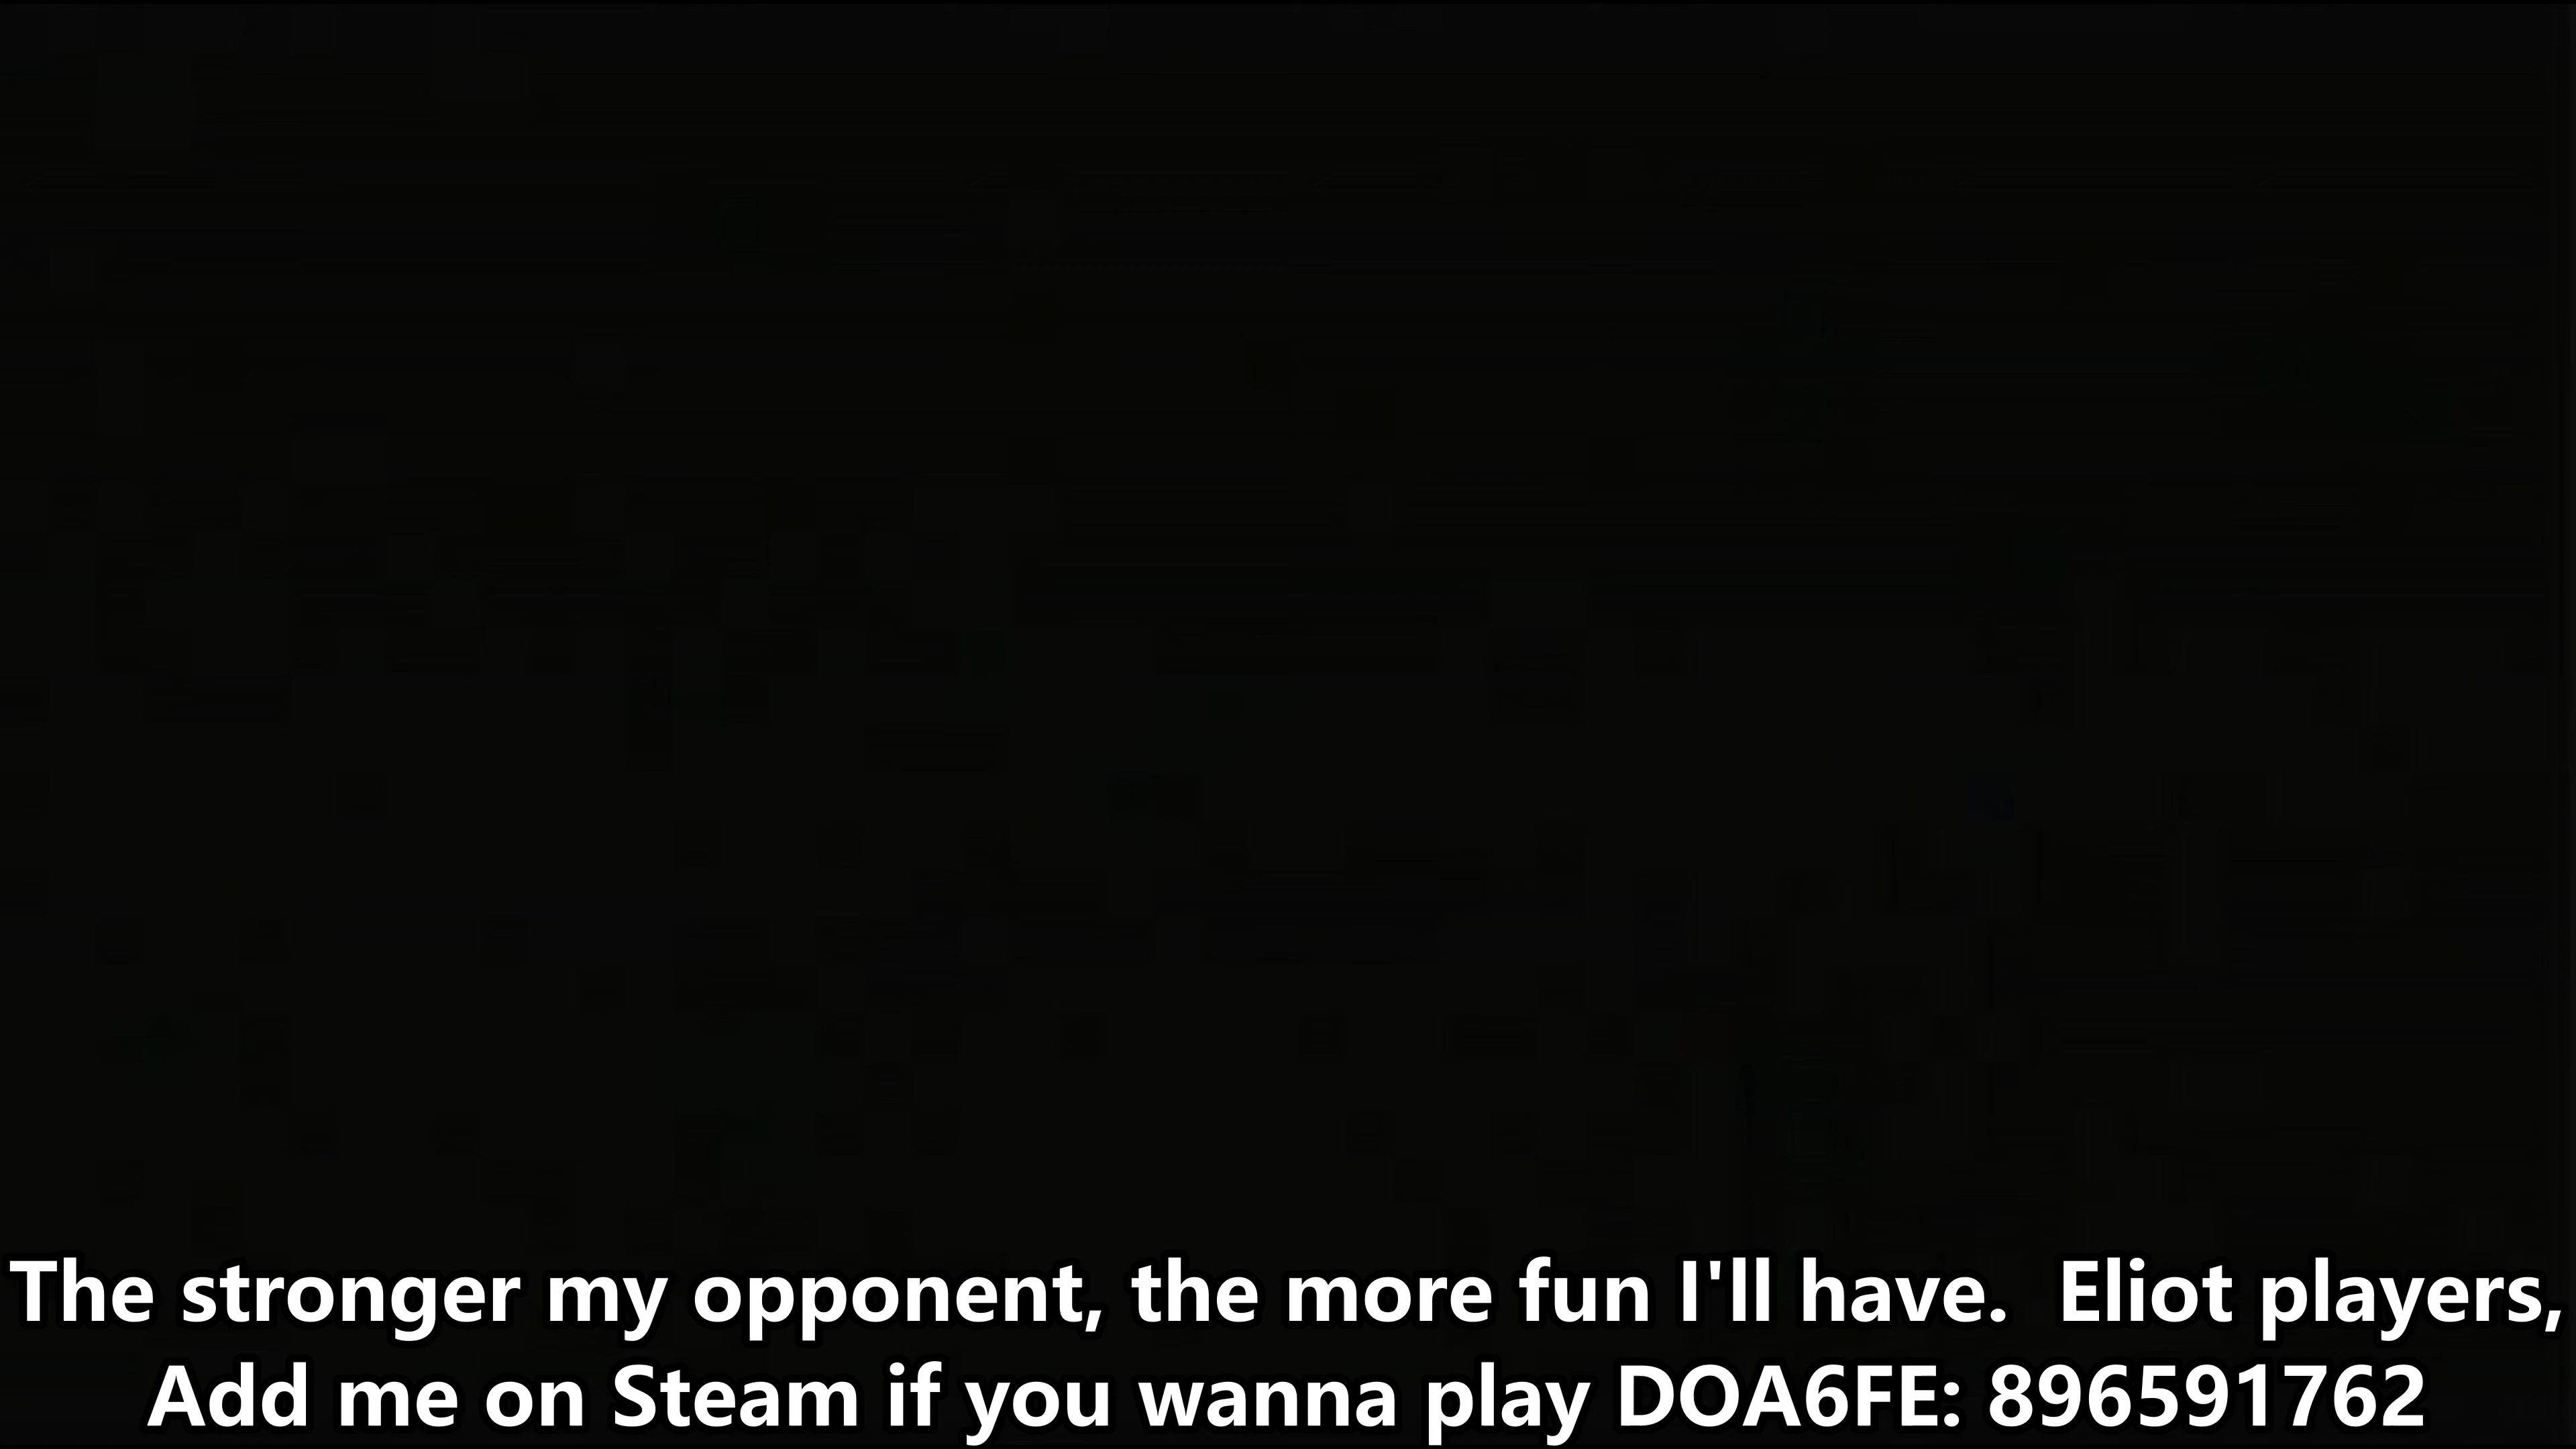 The stronger my opponent, the more fun I'll have.  Eliot players,
Add me on Steam if you wanna play DOA6FE: 896591762